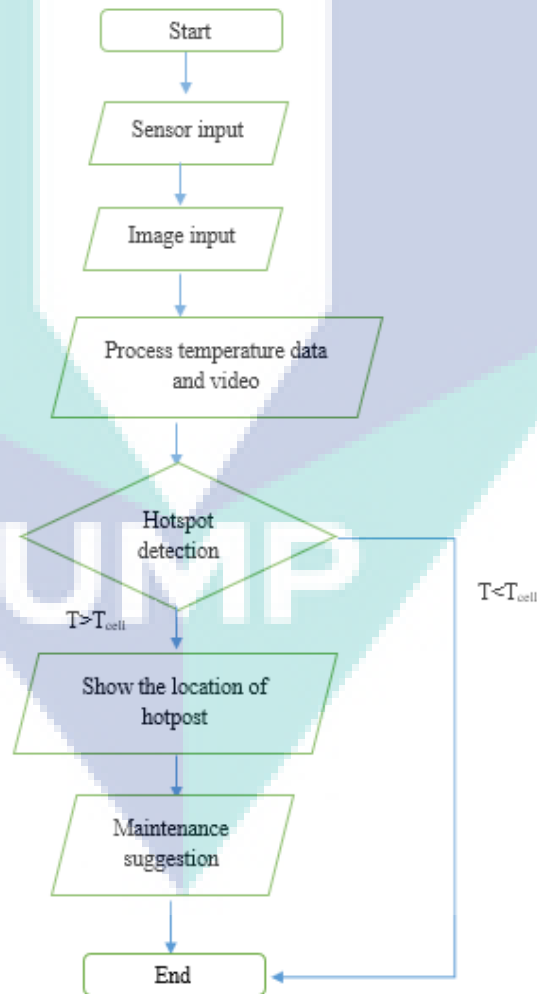 Start
Sensor input
Image input
Process temperature data
and video
Hotspot
detection
UMP
T>Tcell
T<Tcell
Show the location of
hotpost
Maintenance
suggestion
End